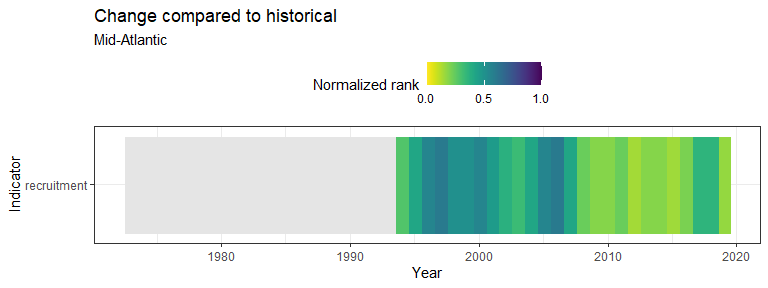 Change compared to historical
Mid-Atlantic
Normalized rank
0.0 0.5 1.0
Indicator
recruitment
1980 1990 2000 2010 2020
Year